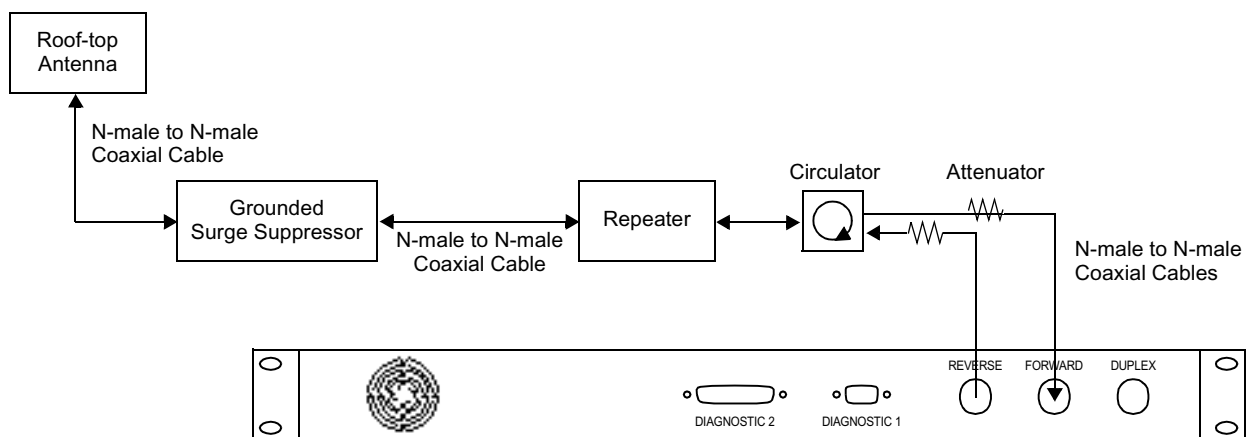 Roof-top
Antenna
N-male to N-male
Coaxial Cable
Grounded
Surge Suppressor
N-male to N-male
Coaxial Cable
Repeater
Circulator
Attenuator
N-male to N-male
Coaxial Cables
REVERSE
FORWARD
DUPLEX
DIAGNOSTIC 2
DIAGNOSTIC 1